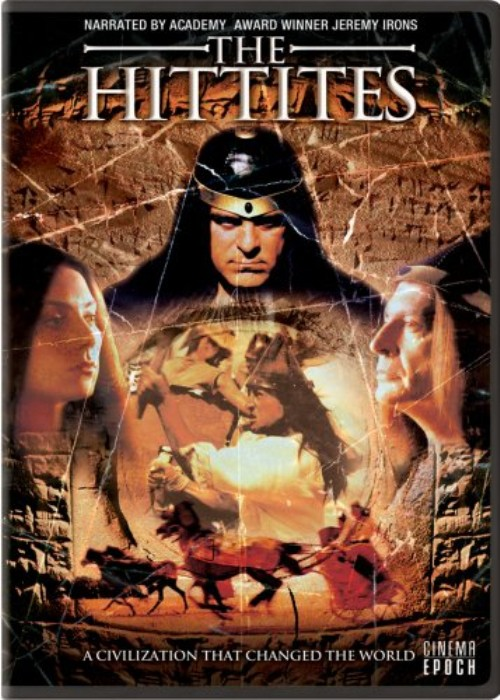 NARRATED BY ACADEMY AWARD WINNER JEREMY IRONS
THE
HITTITES
A CIVILIZATION THAT CHANGED THE WORLD
CINEMA
EPOCH